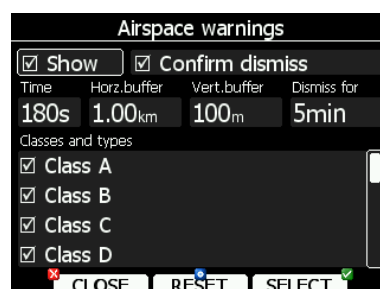 Airspace warnings
Show Confirm dismiss
Time Horz.buffer Vert.buffer Dismiss for
180s 1.00km 100m 5min
Classes and types
Class A
Class B
Class C
Class D
CLOSE RESET SELECT